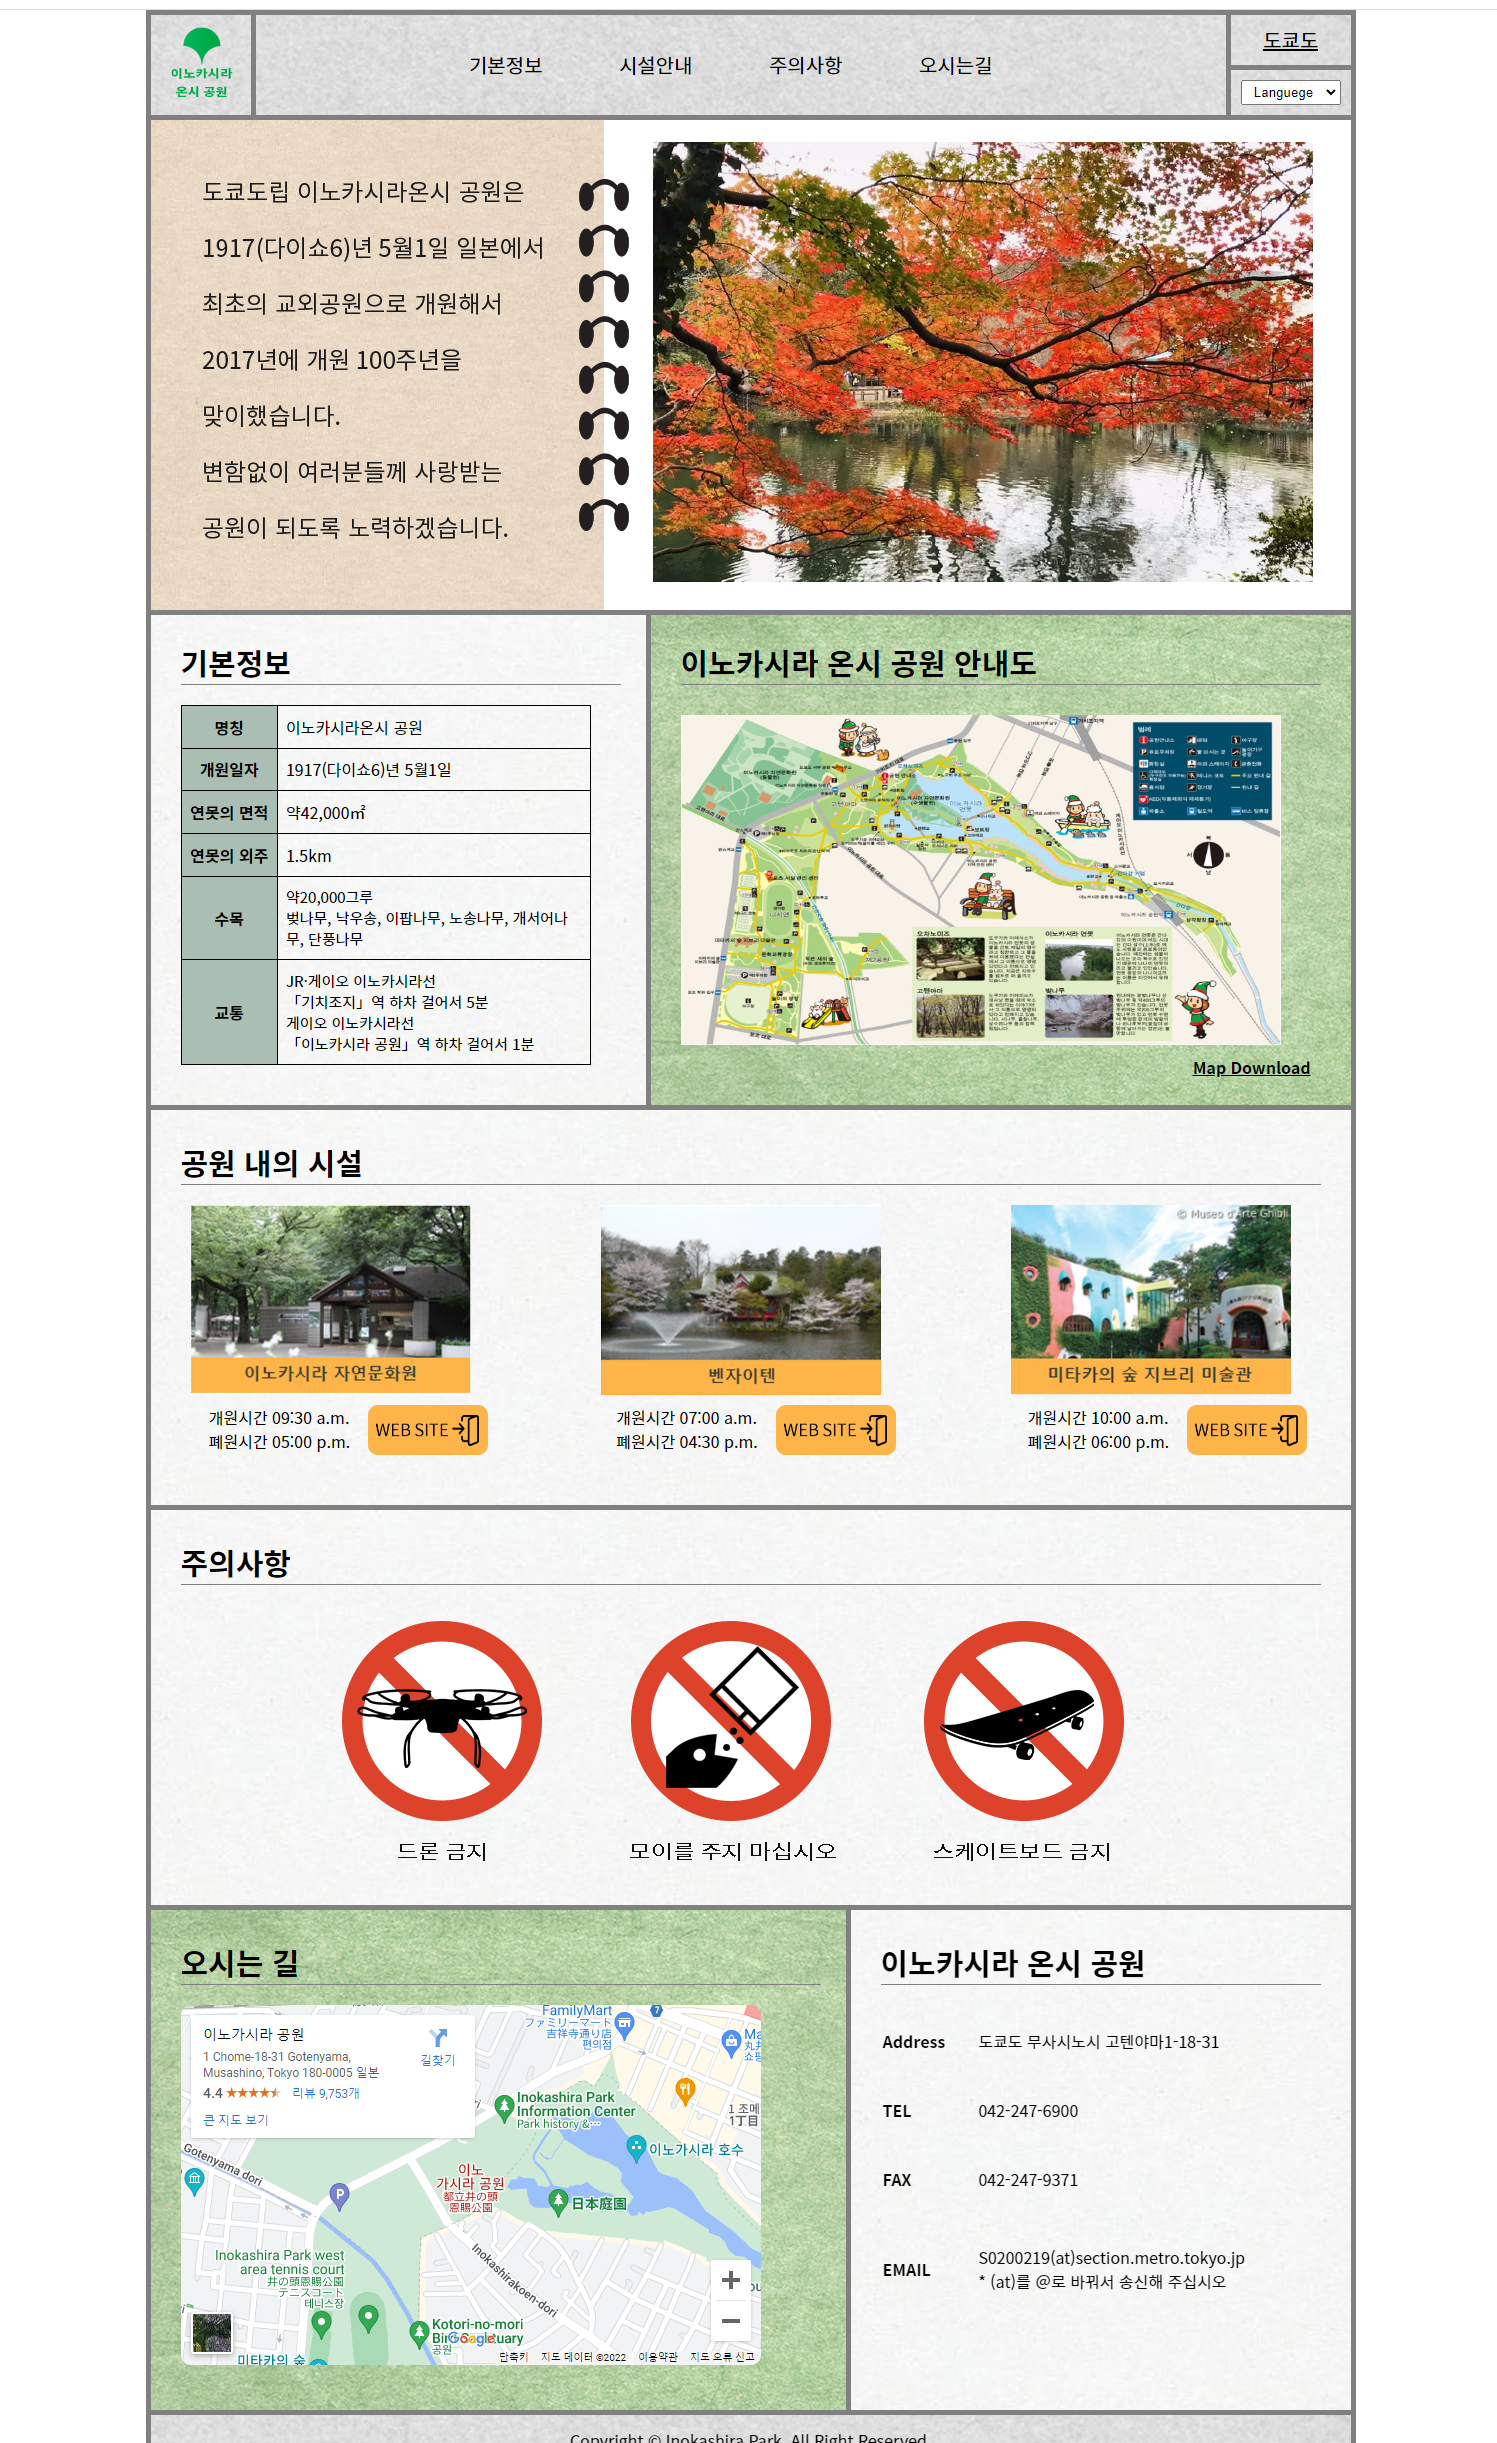 이노카시라
온시 공원
기본정보
시설안내
주의사항
오시는길
도쿄도
Languege
도쿄도립 이노카시라온시 공원은
1917(다이쇼6)년 5월1일 일본에서
최초의 교외공원으로 개원해서
2017년에 개원 100주년을
맞이했습니다.
변함없이 여러분들께 사랑받는
공원이 되도록 노력하겠습니다.
기본정보
명칭 이노카시라온시 공원
개원일자 1917(다이쇼6)년 5월1일
연못의 면적 약42,000㎡
연못의 외주 1.5km
수목 약20,000그루
벚나무, 낙우송, 이팝나무, 노송나무, 개서어나
무, 단풍나무
교통 JR·게이오 이노카시라선
「기치조지」역 하차 걸어서 5분
게이오 이노카시라선
「이노카시라 공원」역 하차 걸어서 1분
이노카시라 온시 공원 안내도
범례
오차노미즈
이노카시라 연못
고텐야마
벚나무
Map Download
공원 내의 시설
© Museo d'Arte Ghibli
이노카시라 자연문화원
벤자이텐
미타카의 숲 지브리 미술관
개원시간 09:30 a.m.
폐원시간 05:00 p.m.
WEB SITE
개원시간 07:00 a.m.
폐원시간 04:30 p.m.
WEB SITE
개원시간 10:00 a.m.
폐원시간 06:00 p.m.
WEB SITE
주의사항
드론 금지
모이를 주지 마십시오
스케이트보드 금지
오시는 길
이노가시라 공원
1 Chome-18-31 Gotenyama,
Musashino, Tokyo 180-0005 일본
4.4 리뷰 9,753개
큰 지도 보기
길찾기
FamilyMart
ファミリーマート
吉祥寺通り店
편의점
7
Ma
丸井
쇼핑
Inokashira Park
Information Center
Park history &…
1 조메
1丁目
이노가시라 호수
Gotenyama dori
P
이노
가시라 공원
都立井の頭
恩賜公園
日本庭園
Inokashira Park west
area tennis court
井の頭恩賜公園
テニスコート
테니스장
Inokashirakoen-dori
Kotori-no-mori
Bird Sanctuary
공원
Google
미타카의 숲
단축키
지도 데이터 ©2022
이용약관
지도 오류 신고
이노카시라 온시 공원
Address 도쿄도 무사시노시 고텐야마1-18-31
TEL 042-247-6900
FAX 042-247-9371
EMAIL S0200219(at)section.metro.tokyo.jp
* (at)를 @로 바꿔서 송신해 주십시오
Copyright © Inokashira Park. All Right Reserved